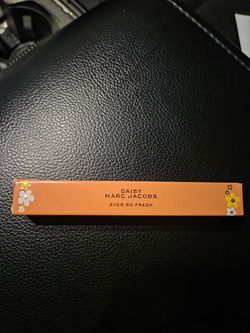 DAISY
MARC JACOBS
EVER SO FRESH